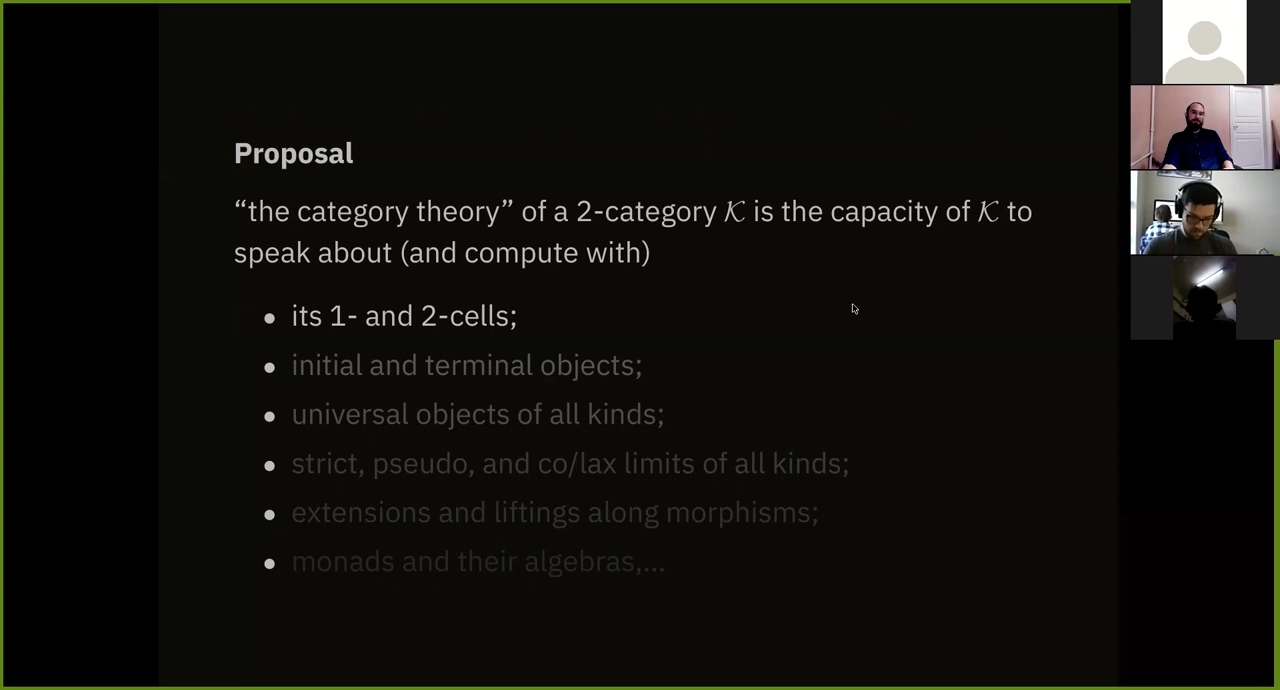 Proposal
“the category theory” of a 2-category 𝒦 is the capacity of 𝒦 to
speak about (and compute with)
• its 1- and 2-cells;
• initial and terminal objects;
• universal objects of all kinds;
• strict, pseudo, and co/lax limits of all kinds;
• extensions and liftings along morphisms;
• monads and their algebras,...